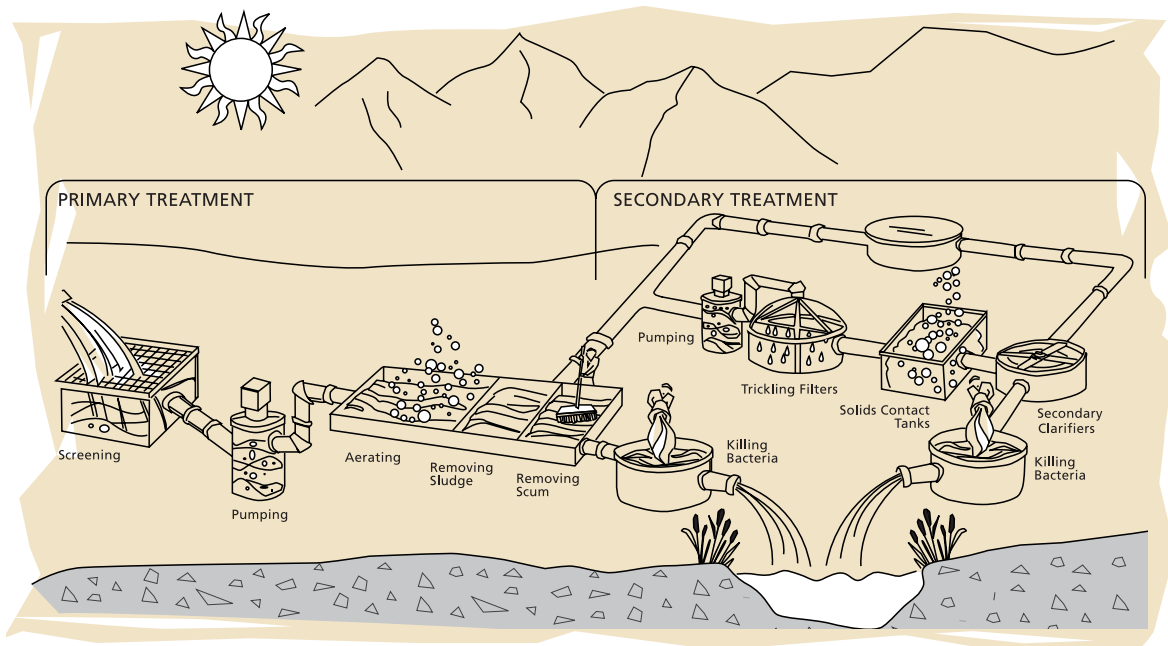 PRIMARY TREATMENT
SECONDARY TREATMENT
Screening
Pumping
Aerating
Removing
Sludge
Removing
Scum
Killing
Bacteria
Pumping
Trickling Filters
Solids Contact
Tanks
Secondary
Clarifiers
Killing
Bacteria